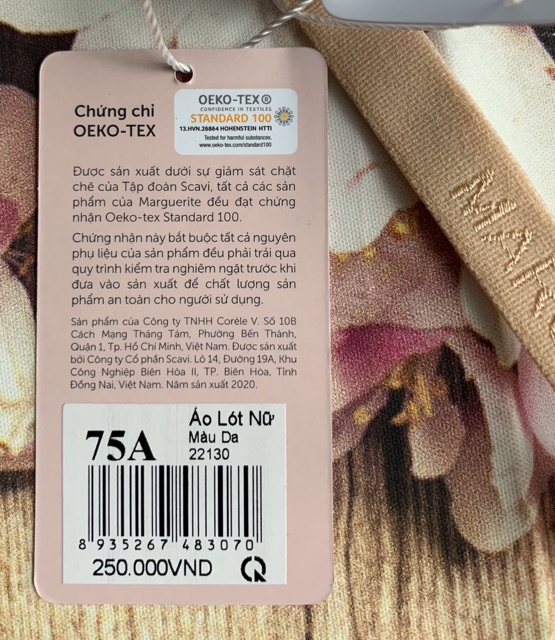 Chứng chỉ
OEKO-TEX
OEKO-TEX®
CONFIDENCE IN TEXTILES
STANDARD 100
13.HVN.26864 HOHENSTEIN HTTI
Tested for harmful substances.
www.oeko-tex.com/standard100
Được sản xuất dưới sự giám sát chặt
chẽ của Tập đoàn Scavi, tất cả các sản
phẩm của Marguerite đều đạt chứng
nhận Oeko-tex Standard 100.
Chứng nhận này bắt buộc tất cả nguyên
phụ liệu của sản phẩm đều phải trải qua
quy trình kiểm tra nghiêm ngặt trước khi
đưa vào sản xuất để chất lượng sản
phẩm an toàn cho người sử dụng.
Sản phẩm của Công ty TNHH Corèle V. Số 10B
Cách Mạng Tháng Tám, Phường Bến Thành,
Quận 1, Tp. Hồ Chí Minh, Việt Nam. Được sản xuất
bởi Công ty Cổ phần Scavi. Lô 14, Đường 19A, Khu
Công Nghiệp Biên Hòa II, TP. Biên Hòa, Tỉnh
Đồng Nai, Việt Nam. Năm sản xuất 2020.
75A
Áo Lót Nữ
Màu Da
22130
8 935267 483070
250.000VND